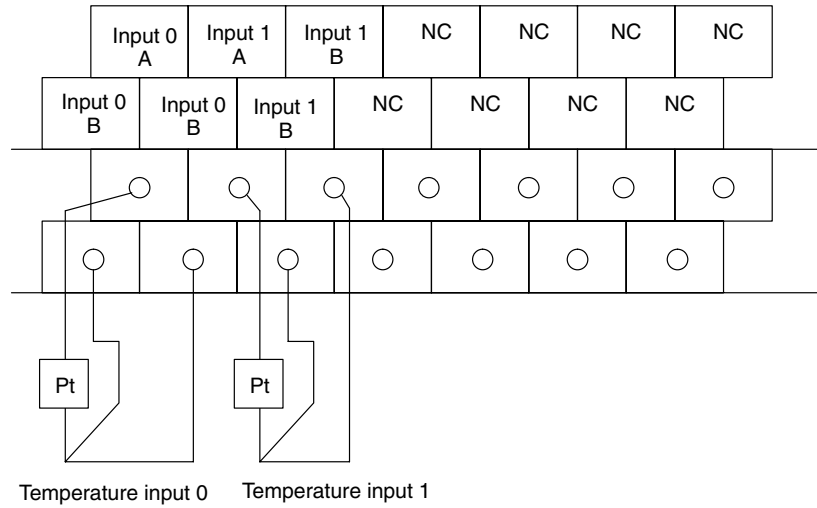 Input 0
A
Input 1
A
Input 1
B
NC
NC
NC
NC
Input 0
B
Input 0
B
Input 1
B
NC
NC
NC
NC
Pt
Pt
Temperature input 0
Temperature input 1